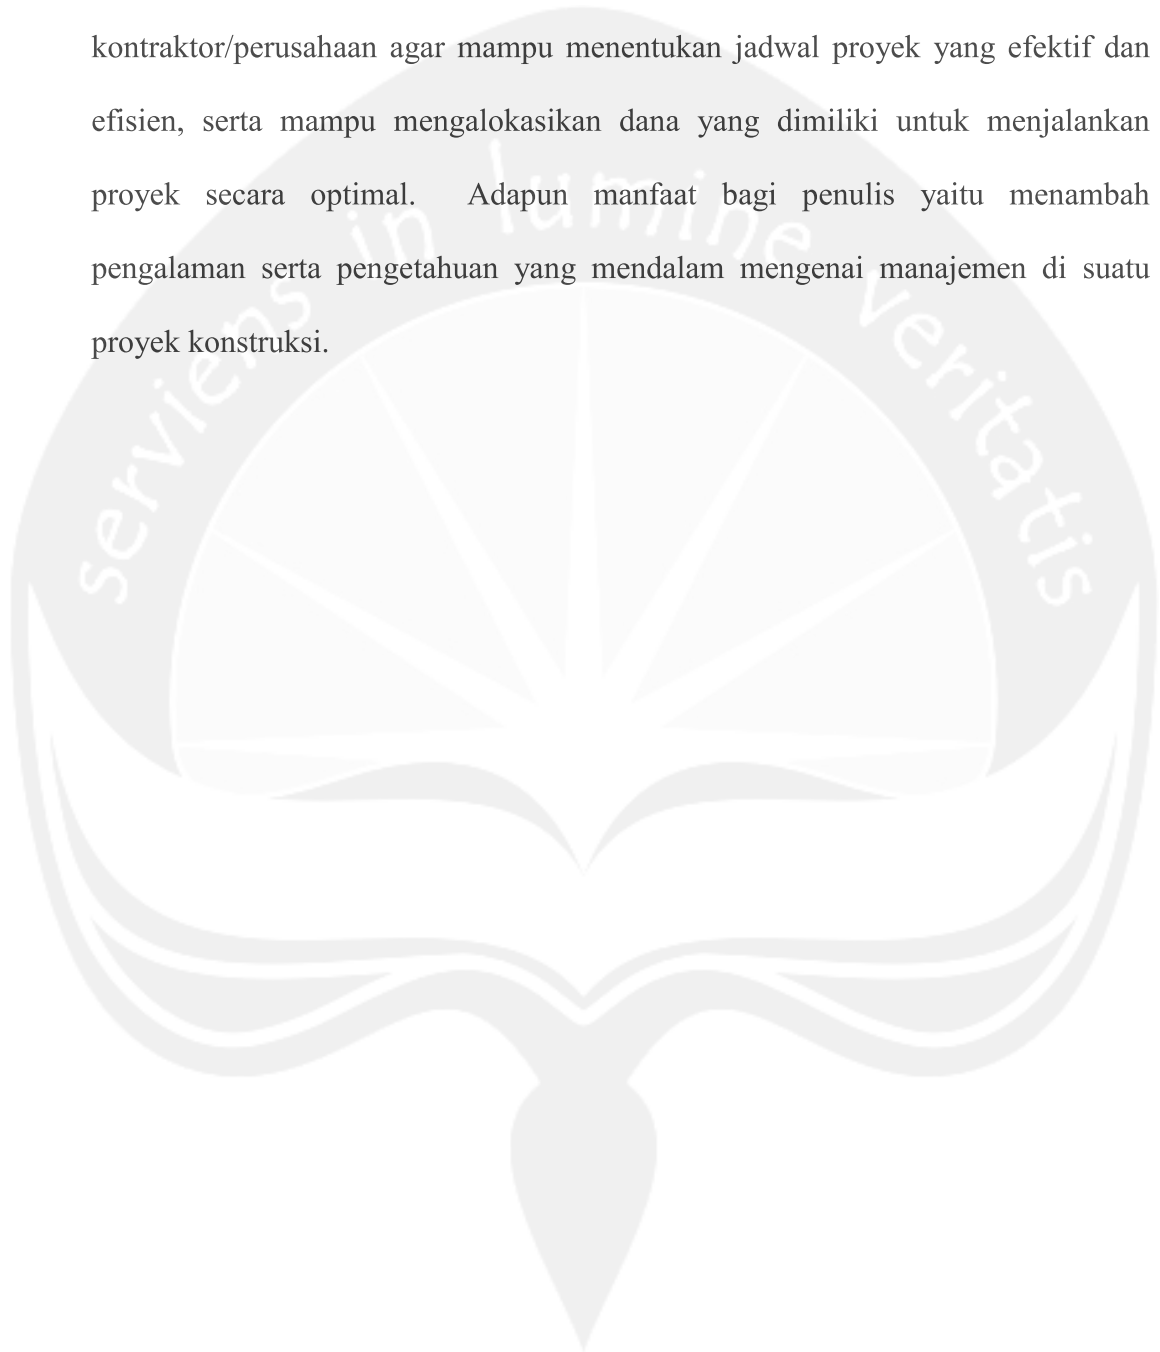 kontraktor/perusahaan agar mampu menentukan jadwal proyek yang efektif dan
efisien, serta mampu mengalokasikan dana yang dimiliki untuk menjalankan
proyek secara optimal. Adapun manfaat bagi penulis yaitu menambah
pengalaman serta pengetahuan yang mendalam mengenai manajemen di suatu
proyek konstruksi.
serviens in lumine veritatis